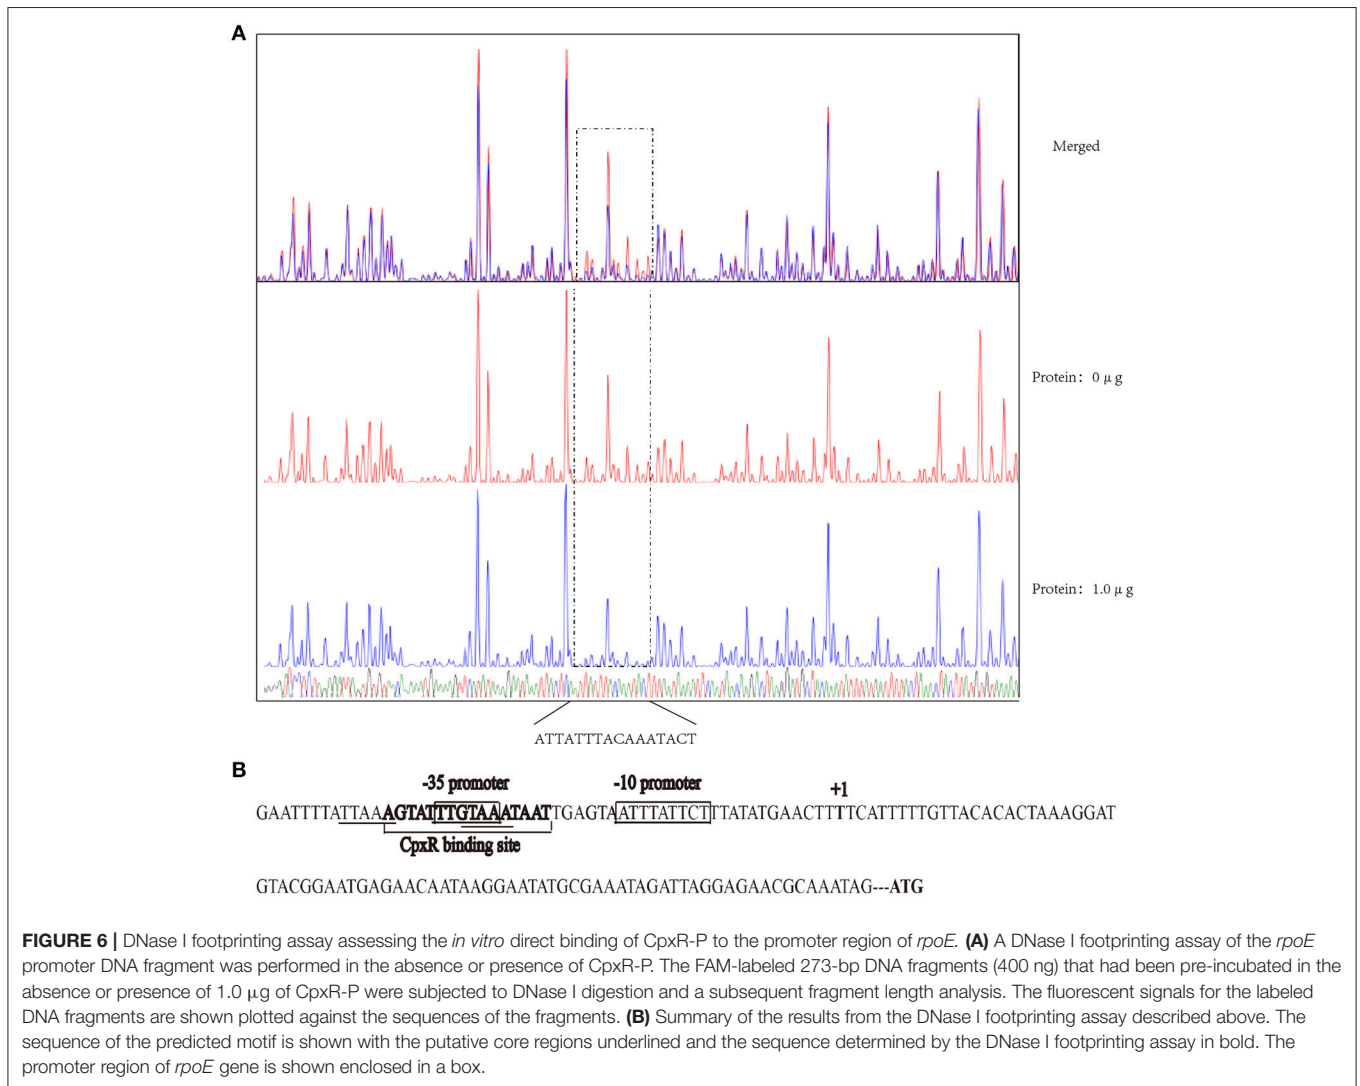 A
Merged
Protein: 0 μg
Protein: 1.0 μg
ATTATTTACAAATACT
B
-35 promoter -10 promoter +1
GAATTTTATTAAAGTATTTGTAAATAATTGAGTAATTTATTCTTTATATGAACTTTTCATTTTTGTTACACACTAAAGGAT
CpxR binding site
GTACGGAATGAGAACAATAAGGAATATGCGAAATAGATTAGGAGAACGCAAATAG---ATG
FIGURE 6 | DNase I footprinting assay assessing the in vitro direct binding of CpxR-P to the promoter region of rpoE. (A) A DNase I footprinting assay of the rpoE
promoter DNA fragment was performed in the absence or presence of CpxR-P. The FAM-labeled 273-bp DNA fragments (400 ng) that had been pre-incubated in the
absence or presence of 1.0 μg of CpxR-P were subjected to DNase I digestion and a subsequent fragment length analysis. The fluorescent signals for the labeled
DNA fragments are shown plotted against the sequences of the fragments. (B) Summary of the results from the DNase I footprinting assay described above. The
sequence of the predicted motif is shown with the putative core regions underlined and the sequence determined by the DNase I footprinting assay in bold. The
promoter region of rpoE gene is shown enclosed in a box.